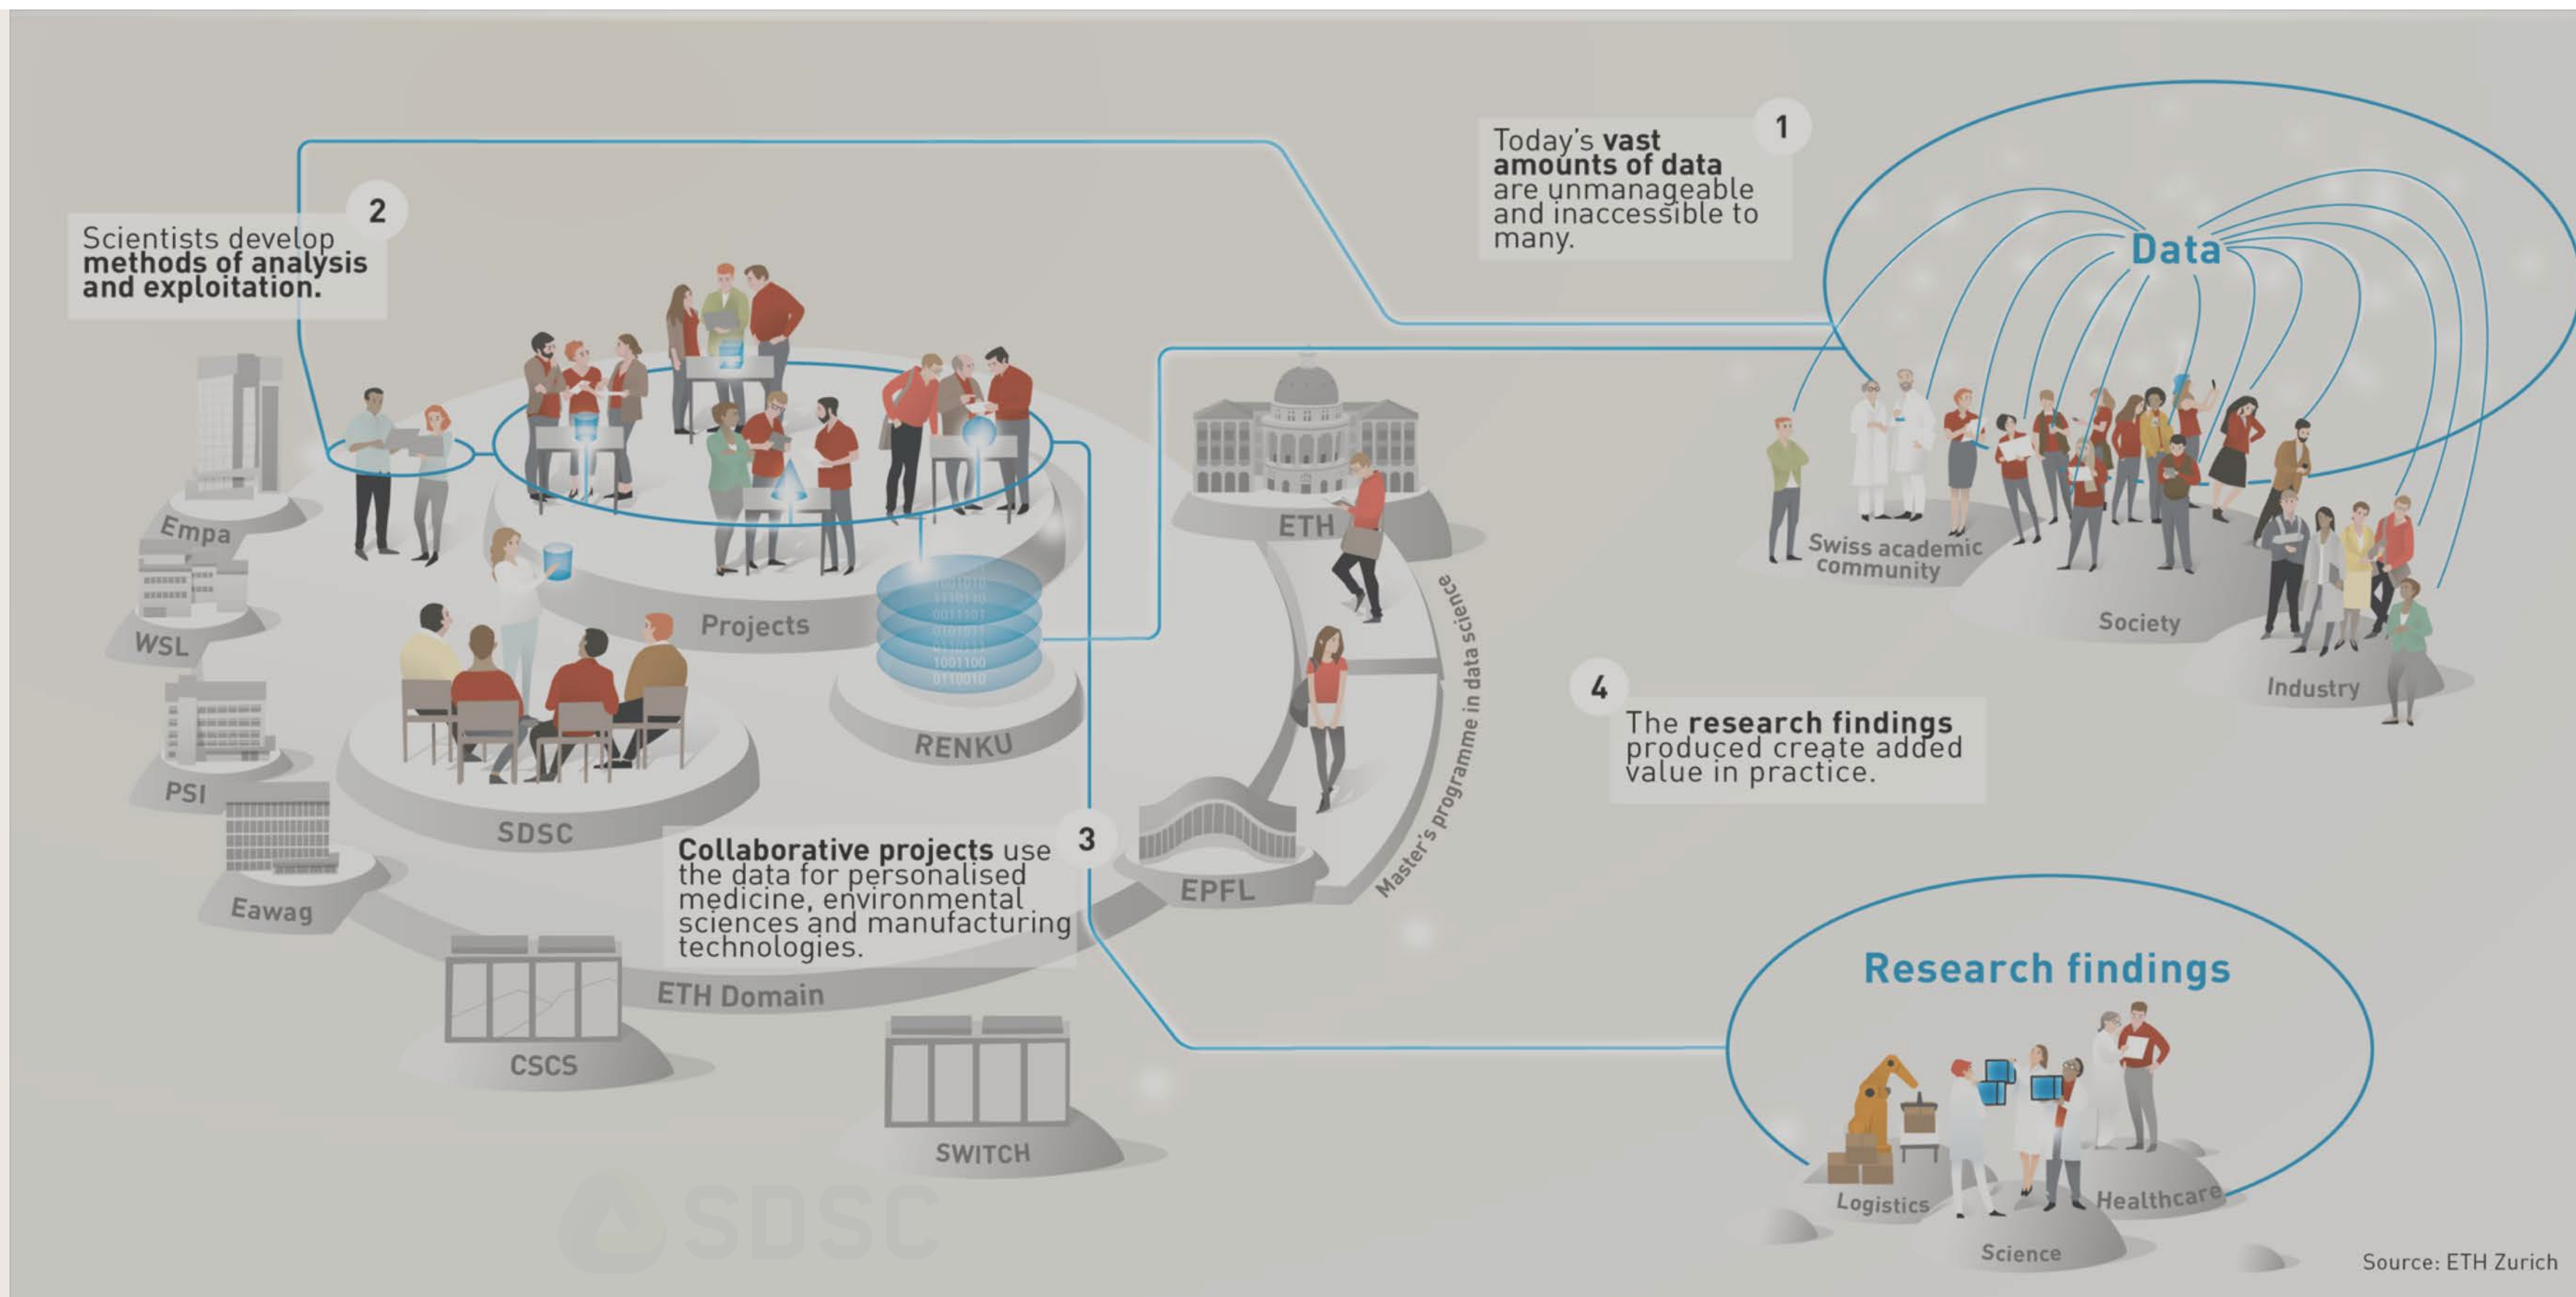 1
Today's vast
amounts of data
are unmanageable
and inaccessible to
many.
Data
Swiss academic
community
Society
Industry
2
Scientists develop
methods of analysis
and exploitation.
Empa
WSL
PSI
Eawag
Projects
1001100
0110010
RENKU
SDSC
ETH
Master's programme in data science
EPFL
3
Collaborative projects use
the data for personalised
medicine, environmental
sciences and manufacturing
technologies.
ETH Domain
CSCS
SWITCH
SDSC
4
The research findings
produced create added
value in practice.
Research findings
Logistics
Healthcare
Science
Source: ETH Zurich